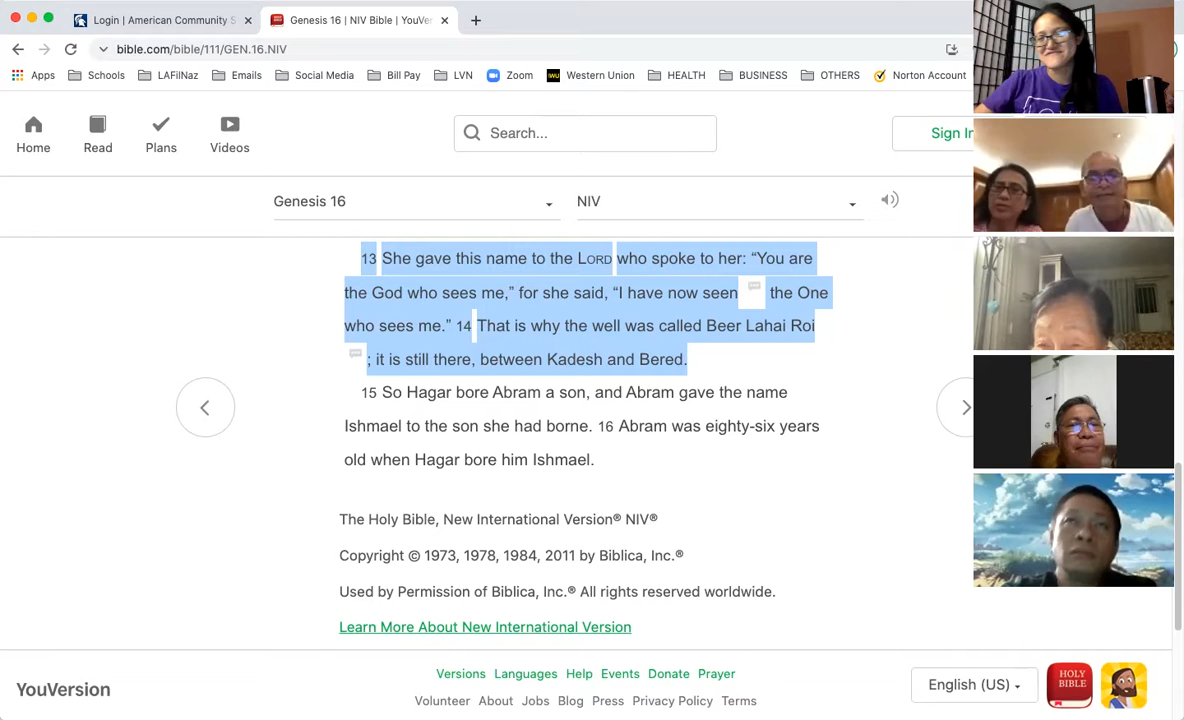 Login | American Community S
Genesis 16 | NIV Bible | YouVer
bible.com/bible/111/GEN.16.NIV
Apps Schools LAFilNaz Emails Social Media Bill Pay LVN Zoom Western Union HEALTH BUSINESS OTHERS Norton Account
Home Read Plans Videos
Search...
Sign In
Genesis 16
NIV
13 She gave this name to the LORD who spoke to her: “You are
the God who sees me,” for she said, “I have now seen the One
who sees me.” 14 That is why the well was called Beer Lahai Roi
; it is still there, between Kadesh and Bered.
15 So Hagar bore Abram a son, and Abram gave the name
Ishmael to the son she had borne. 16 Abram was eighty-six years
old when Hagar bore him Ishmael.
The Holy Bible, New International Version® NIV®
Copyright © 1973, 1978, 1984, 2011 by Biblica, Inc.®
Used by Permission of Biblica, Inc.® All rights reserved worldwide.
Learn More About New International Version
YouVersion
Versions Languages Help Events Donate Prayer
Volunteer About Jobs Blog Press Privacy Policy Terms
English (US)
HOLY
BIBLE